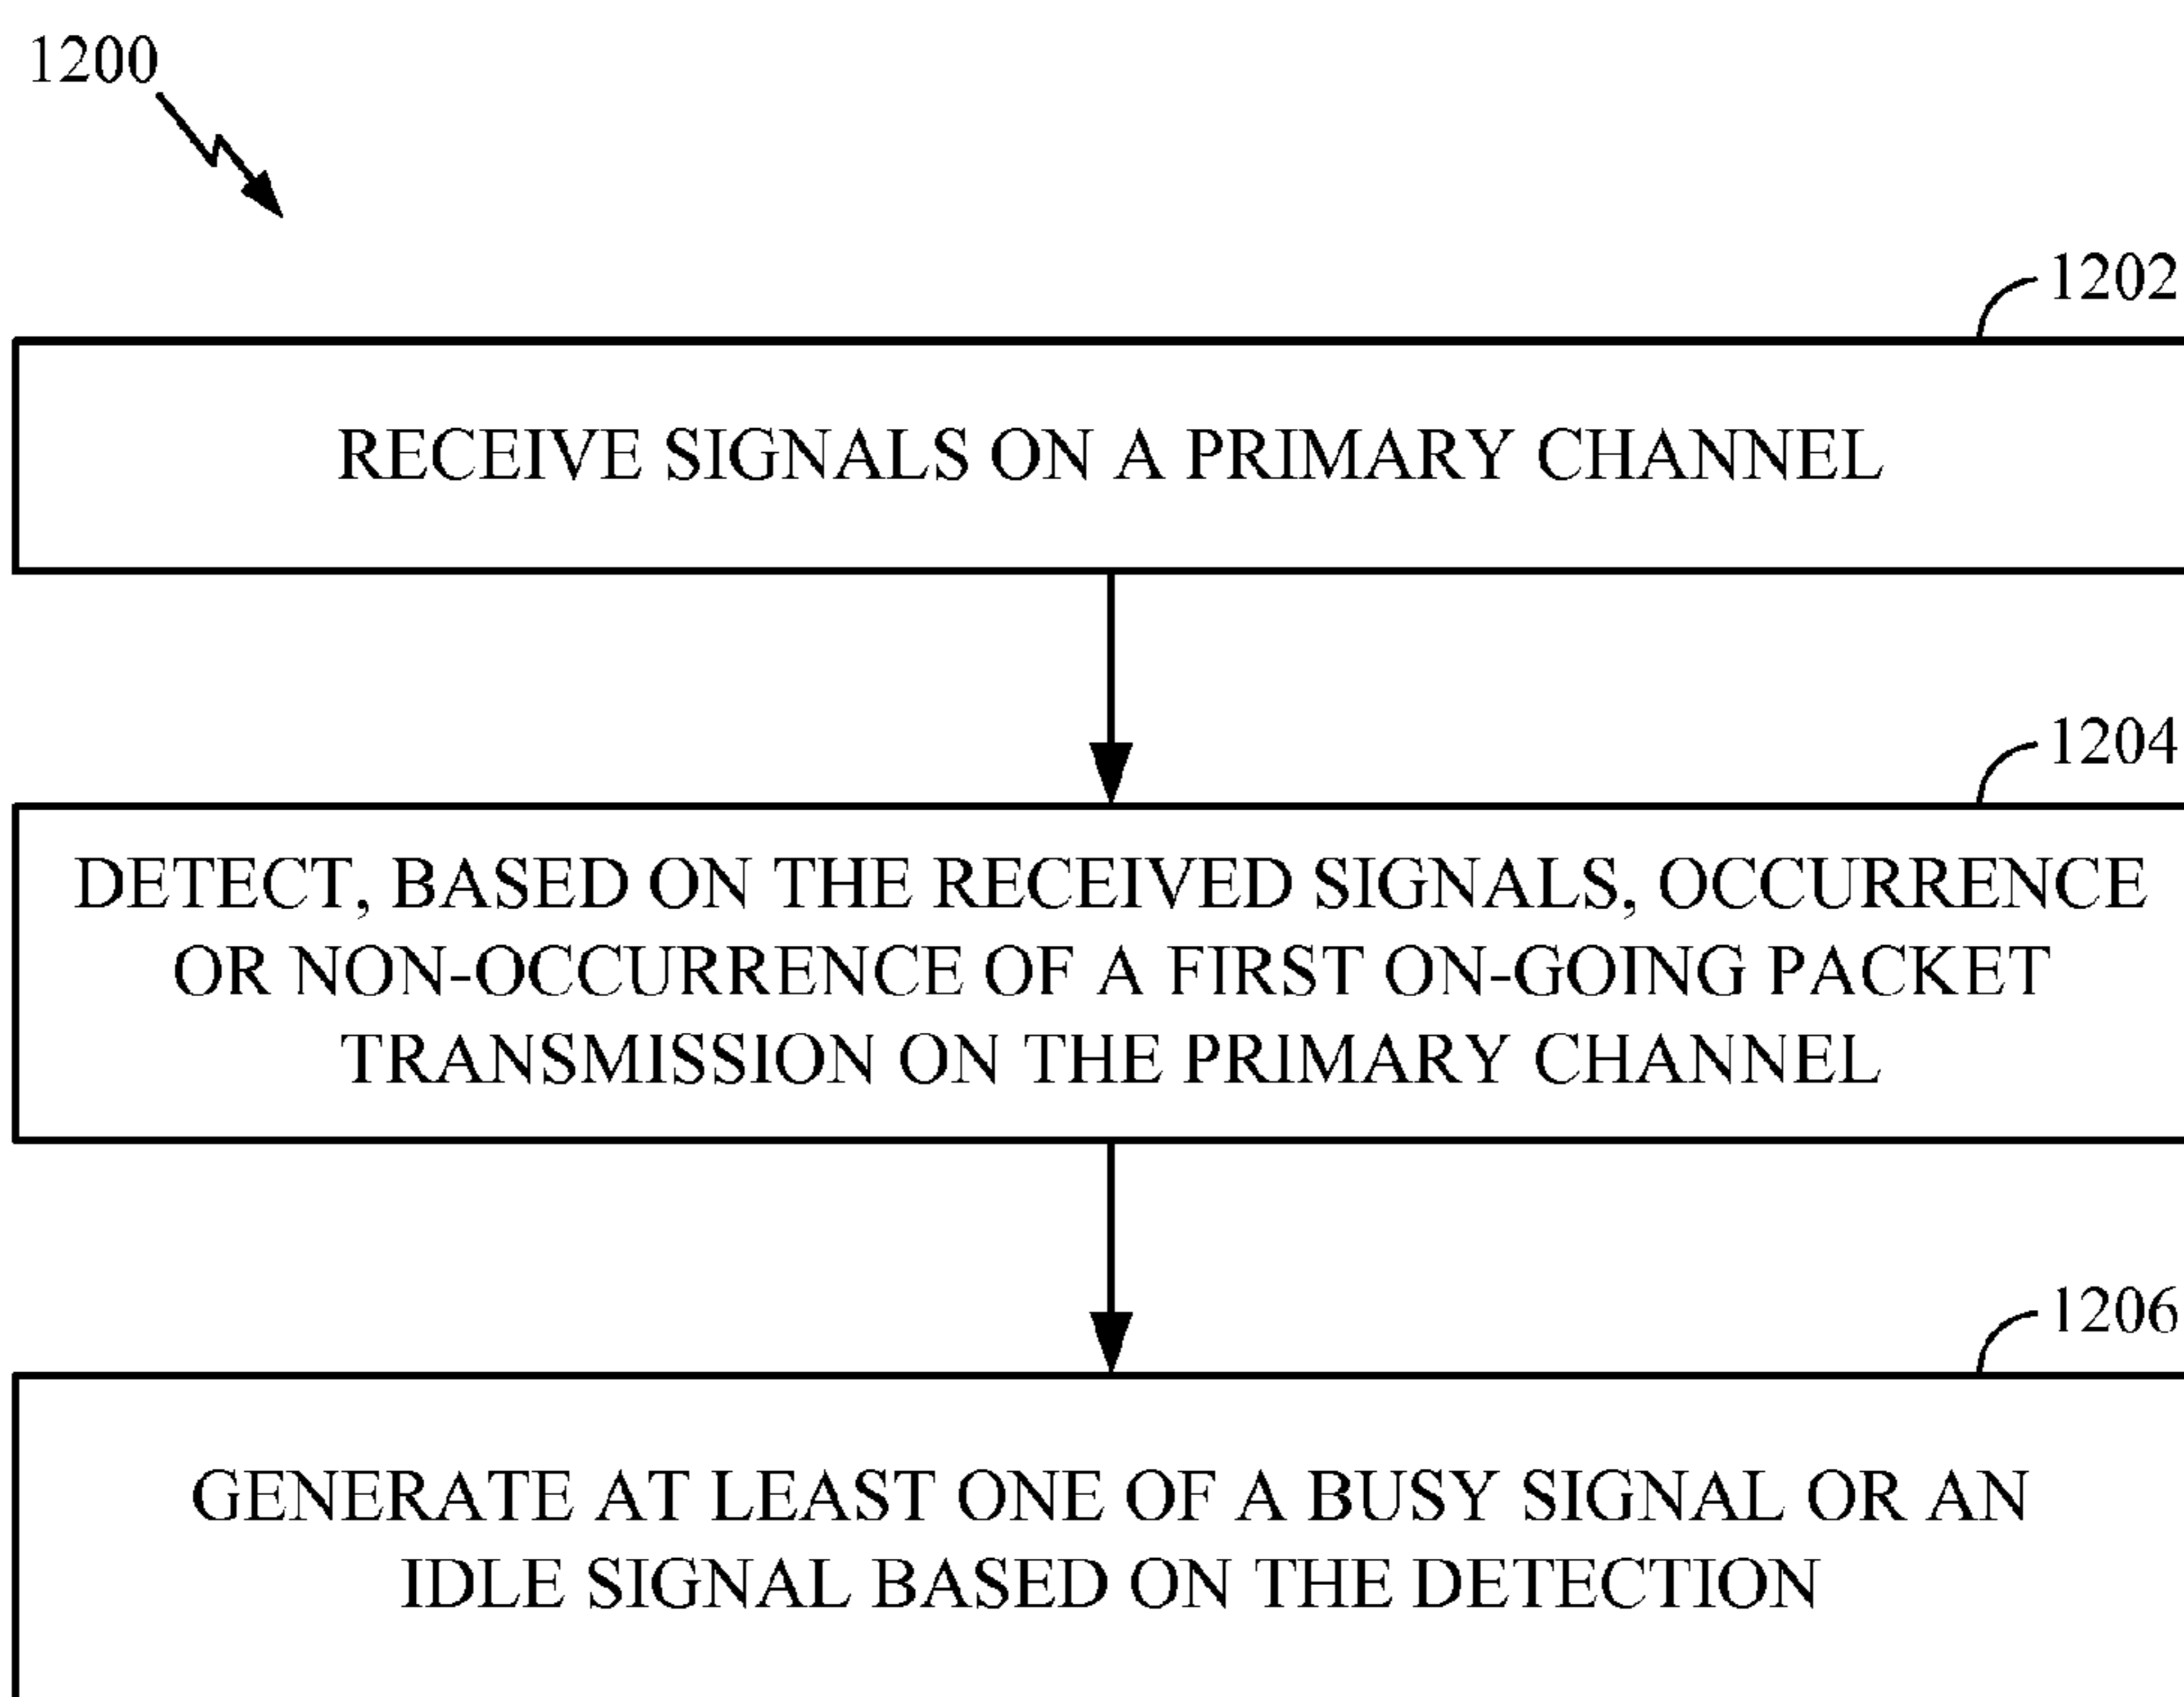 1200
1202
RECEIVE SIGNALS ON A PRIMARY CHANNEL
1204
DETECT, BASED ON THE RECEIVED SIGNALS, OCCURRENCE
OR NON-OCCURRENCE OF A FIRST ON-GOING PACKET
TRANSMISSION ON THE PRIMARY CHANNEL
1206
GENERATE AT LEAST ONE OF A BUSY SIGNAL OR AN
IDLE SIGNAL BASED ON THE DETECTION